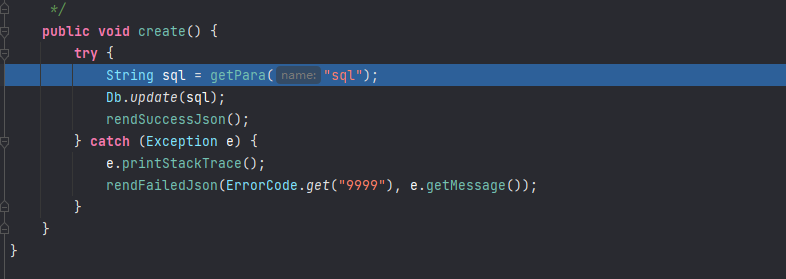 */
public void create() {
try {
String sql = getPara( name: "sql");
Db.update(sql);
rendSuccessJson();
} catch (Exception e) {
e.printStackTrace();
rendFailedJson(ErrorCode.get("9999"), e.getMessage());
}
}
}